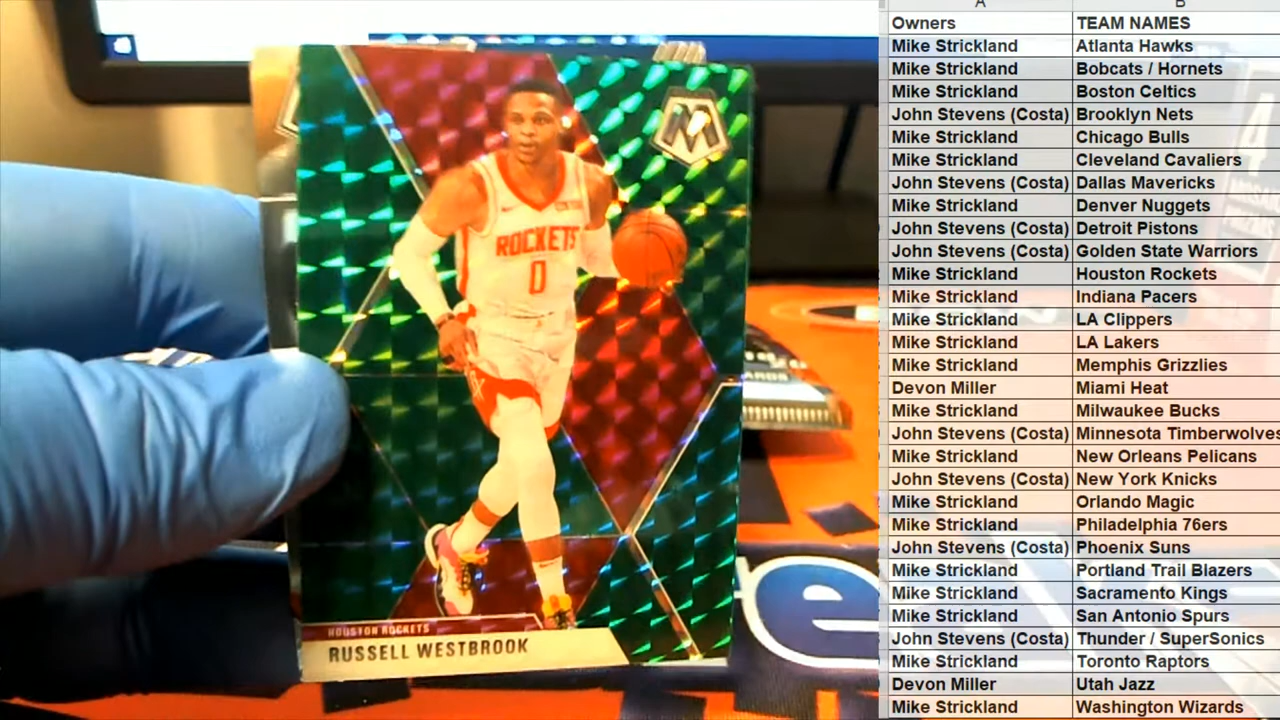 A B
Owners TEAM NAMES
Mike Strickland Atlanta Hawks
Mike Strickland Bobcats / Hornets
Mike Strickland Boston Celtics
John Stevens (Costa) Brooklyn Nets
Mike Strickland Chicago Bulls
Mike Strickland Cleveland Cavaliers
John Stevens (Costa) Dallas Mavericks
Mike Strickland Denver Nuggets
John Stevens (Costa) Detroit Pistons
John Stevens (Costa) Golden State Warriors
Mike Strickland Houston Rockets
Mike Strickland Indiana Pacers
Mike Strickland LA Clippers
Mike Strickland LA Lakers
Mike Strickland Memphis Grizzlies
Devon Miller Miami Heat
Mike Strickland Milwaukee Bucks
John Stevens (Costa) Minnesota Timberwolves
Mike Strickland New Orleans Pelicans
John Stevens (Costa) New York Knicks
Mike Strickland Orlando Magic
Mike Strickland Philadelphia 76ers
John Stevens (Costa) Phoenix Suns
Mike Strickland Portland Trail Blazers
Mike Strickland Sacramento Kings
Mike Strickland San Antonio Spurs
John Stevens (Costa) Thunder / SuperSonics
Mike Strickland Toronto Raptors
Devon Miller Utah Jazz
Mike Strickland Washington Wizards
M
ROCKETS
0
HOUSTON ROCKETS
RUSSELL WESTBROOK